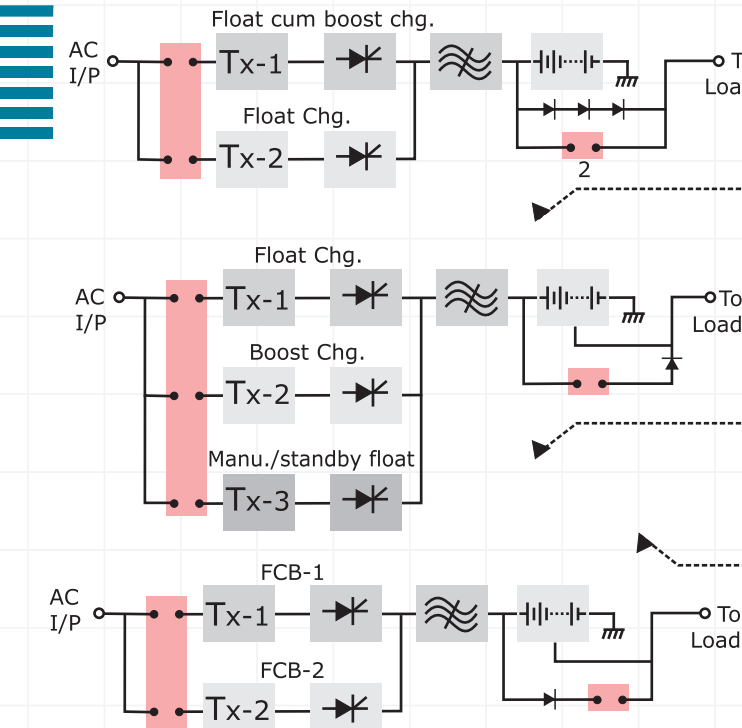 Float cum boost chg.
AC
I/P
Tx-1
T
Loa
Float Chg.
Tx-2
2
Float Chg.
AC
I/P
Tx-1
To
Load
Boost Chg.
Tx-2
Manu./standby float
Tx-3
FCB-1
AC
I/P
Tx-1
To
Load
FCB-2
Tx-2